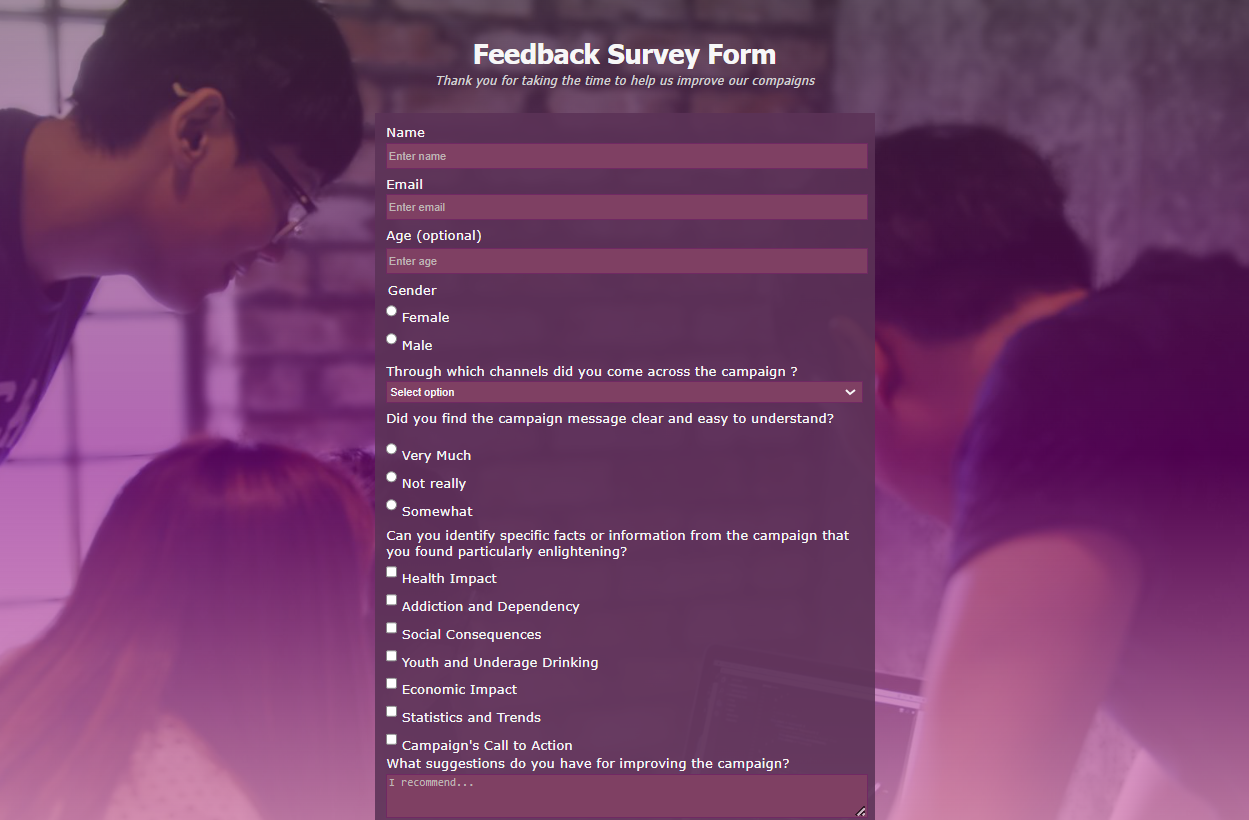 Feedback Survey Form
Thank you for taking the time to help us improve our compaigns
Name
Enter name
Email
Enter email
Age (optional)
Enter age
Gender
Female
Male
Through which channels did you come across the campaign ?
Select option
Did you find the campaign message clear and easy to understand?
Very Much
Not really
Somewhat
Can you identify specific facts or information from the campaign that
you found particularly enlightening?
Health Impact
Addiction and Dependency
Social Consequences
Youth and Underage Drinking
Economic Impact
Statistics and Trends
Campaign's Call to Action
What suggestions do you have for improving the campaign?
I recommend...